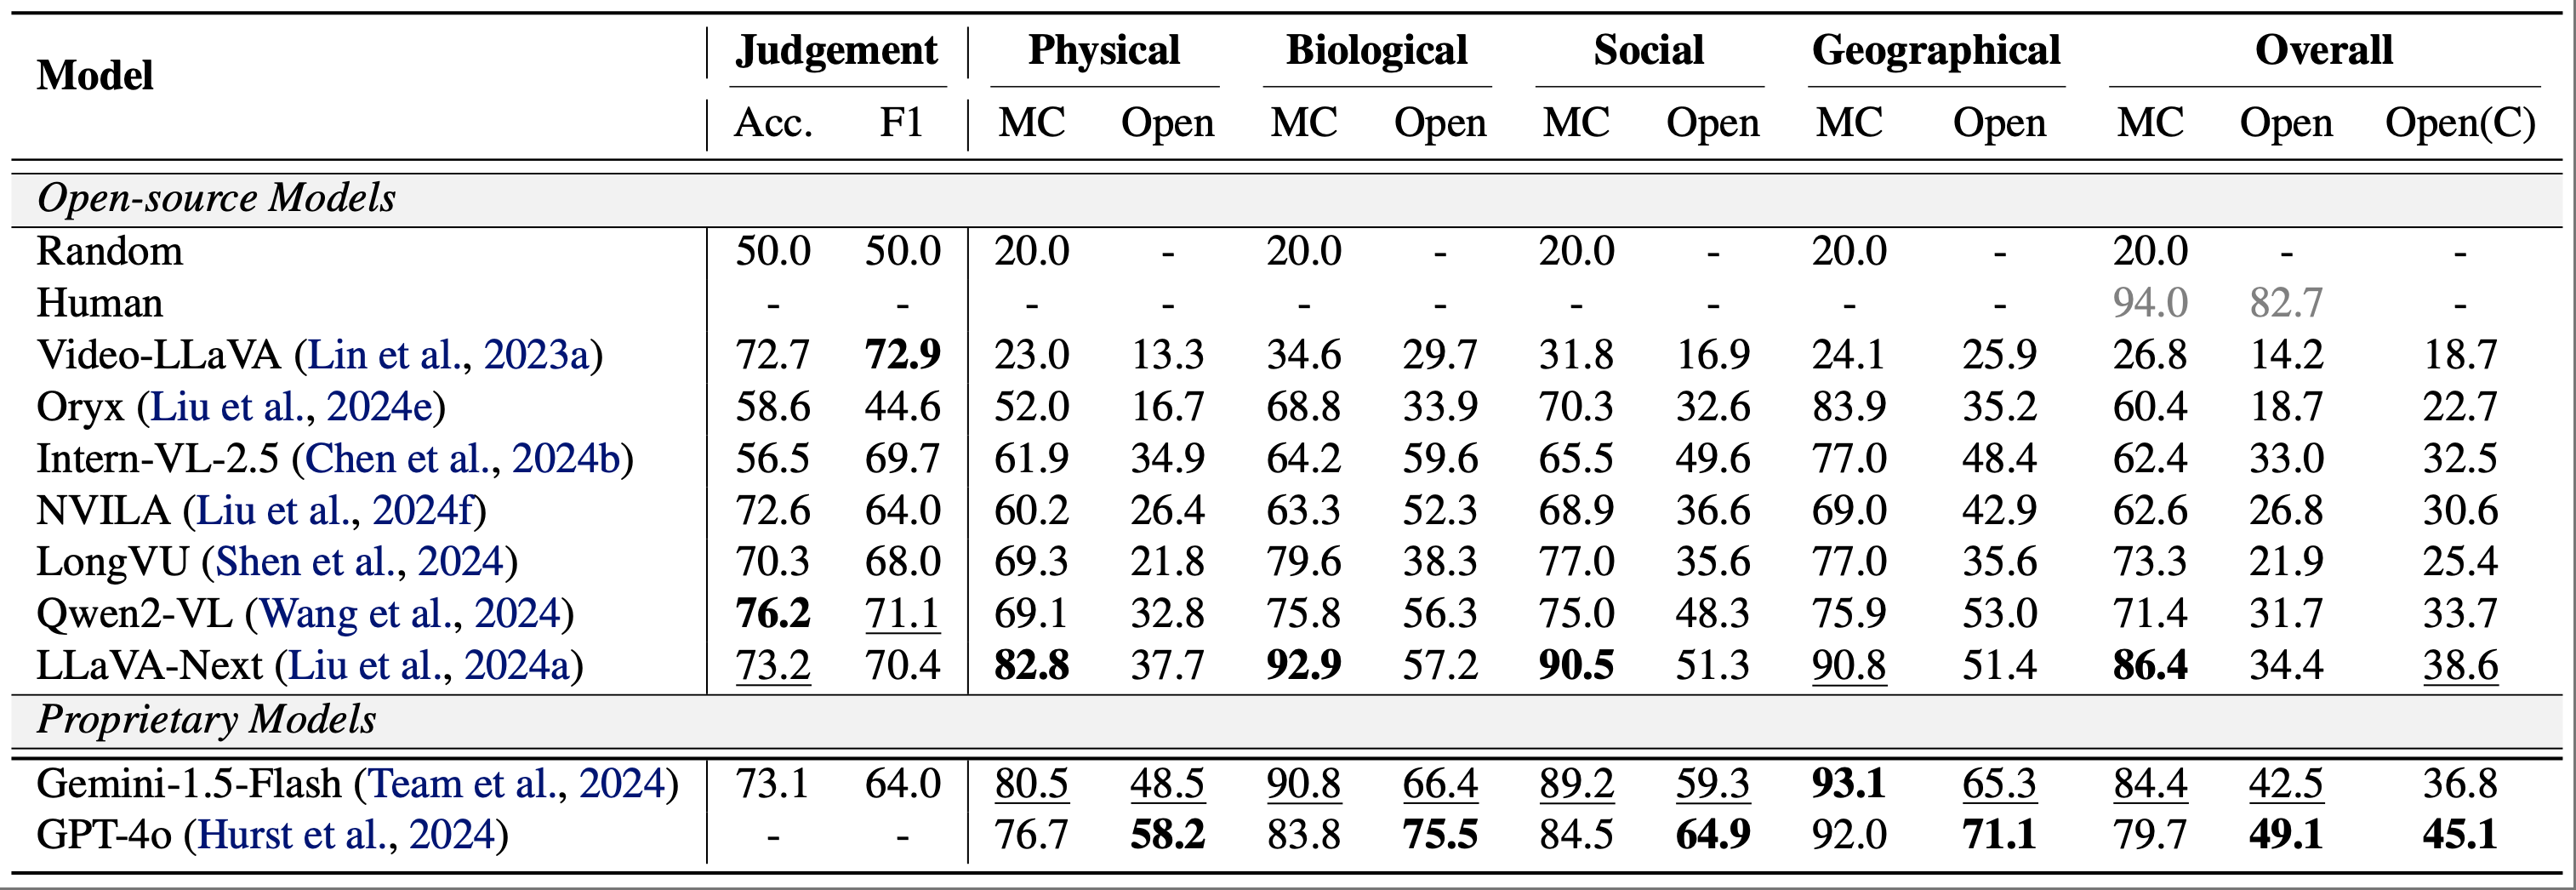 Model Judgement Physical Biological Social Geographical Overall
Acc. F1 MC Open MC Open MC Open MC Open MC Open Open(C)
Open-source Models
Random 50.0 50.0 20.0 - 20.0 - 20.0 - 20.0 - 20.0 - -
Human - - - - - - - - - - 94.0 82.7 -
Video-LLaVA (Lin et al., 2023a) 72.7 72.9 23.0 13.3 34.6 29.7 31.8 16.9 24.1 25.9 26.8 14.2 18.7
Oryx (Liu et al., 2024e) 58.6 44.6 52.0 16.7 68.8 33.9 70.3 32.6 83.9 35.2 60.4 18.7 22.7
Intern-VL-2.5 (Chen et al., 2024b) 56.5 69.7 61.9 34.9 64.2 59.6 65.5 49.6 77.0 48.4 62.4 33.0 32.5
NVILA (Liu et al., 2024f) 72.6 64.0 60.2 26.4 63.3 52.3 68.9 36.6 69.0 42.9 62.6 26.8 30.6
LongVU (Shen et al., 2024) 70.3 68.0 69.3 21.8 79.6 38.3 77.0 35.6 77.0 35.6 73.3 21.9 25.4
Qwen2-VL (Wang et al., 2024) 76.2 71.1 69.1 32.8 75.8 56.3 75.0 48.3 75.9 53.0 71.4 31.7 33.7
LLaVA-Next (Liu et al., 2024a) 73.2 70.4 82.8 37.7 92.9 57.2 90.5 51.3 90.8 51.4 86.4 34.4 38.6
Proprietary Models
Gemini-1.5-Flash (Team et al., 2024) 73.1 64.0 80.5 48.5 90.8 66.4 89.2 59.3 93.1 65.3 84.4 42.5 36.8
GPT-4o (Hurst et al., 2024) - - 76.7 58.2 83.8 75.5 84.5 64.9 92.0 71.1 79.7 49.1 45.1